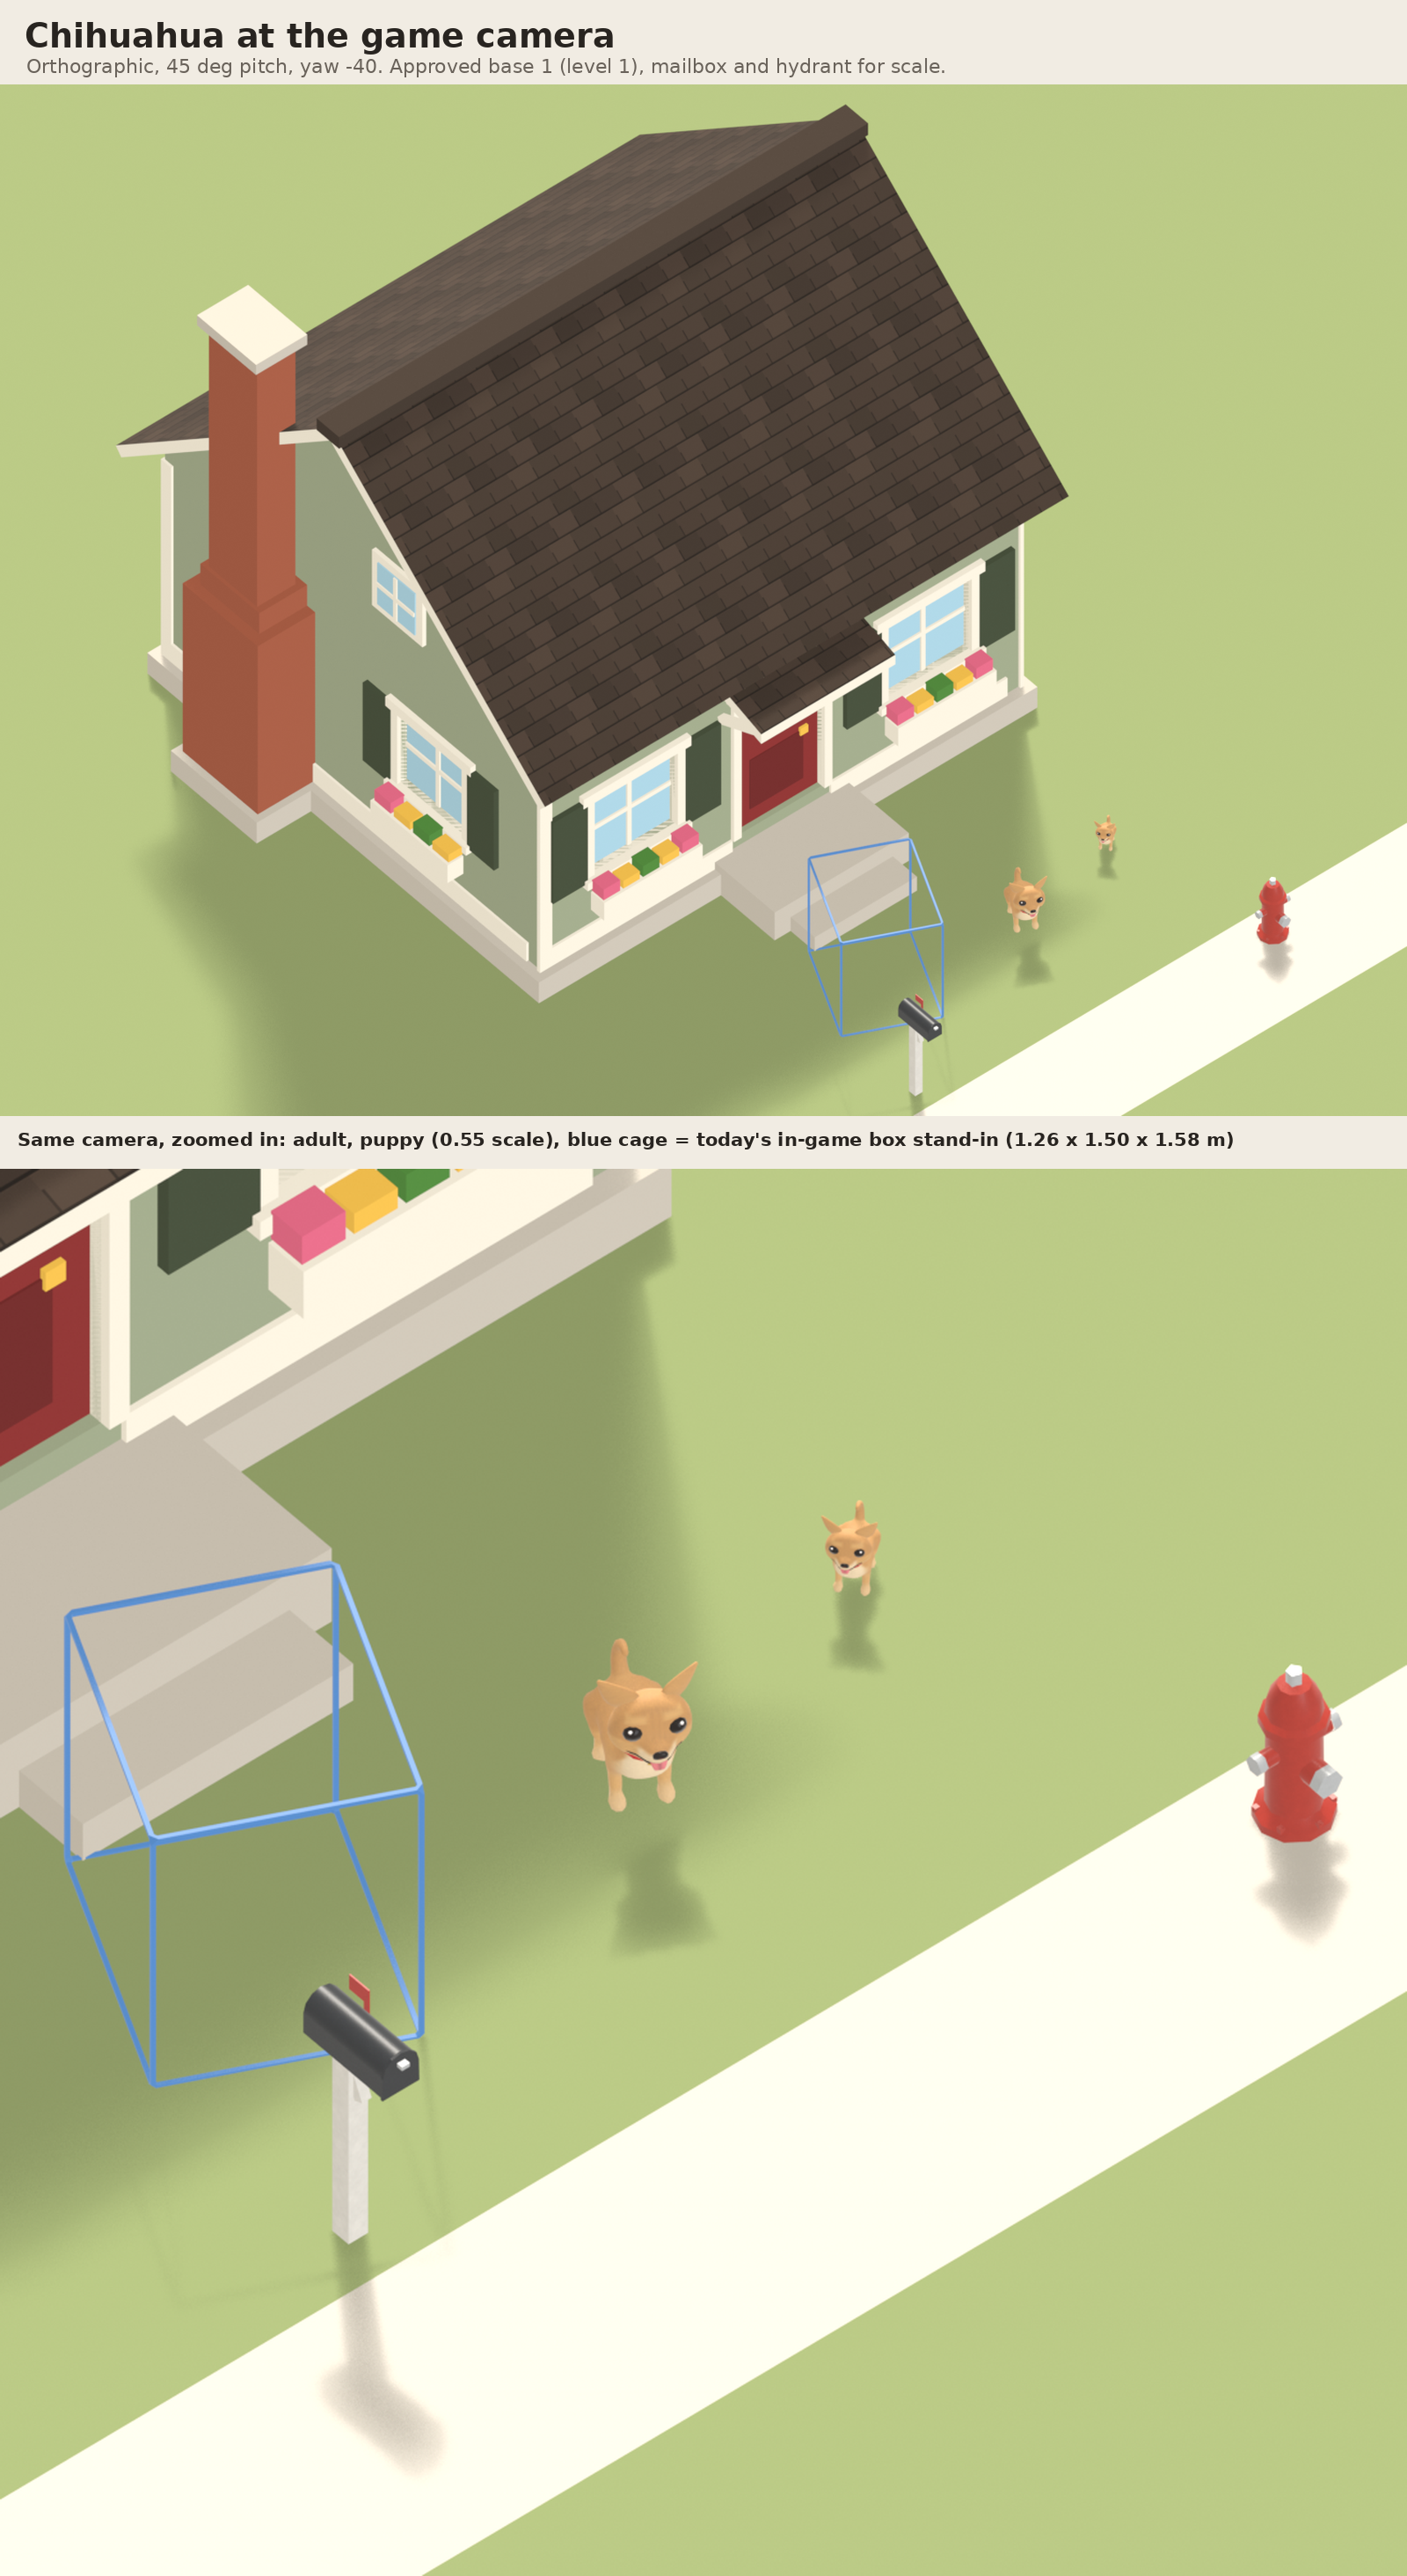 Chihuahua at the game camera
Orthographic, 45 deg pitch, yaw -40. Approved base 1 (level 1), mailbox and hydrant for scale.
Same camera, zoomed in: adult, puppy (0.55 scale), blue cage = today's in-game box stand-in (1.26 x 1.50 x 1.58 m)